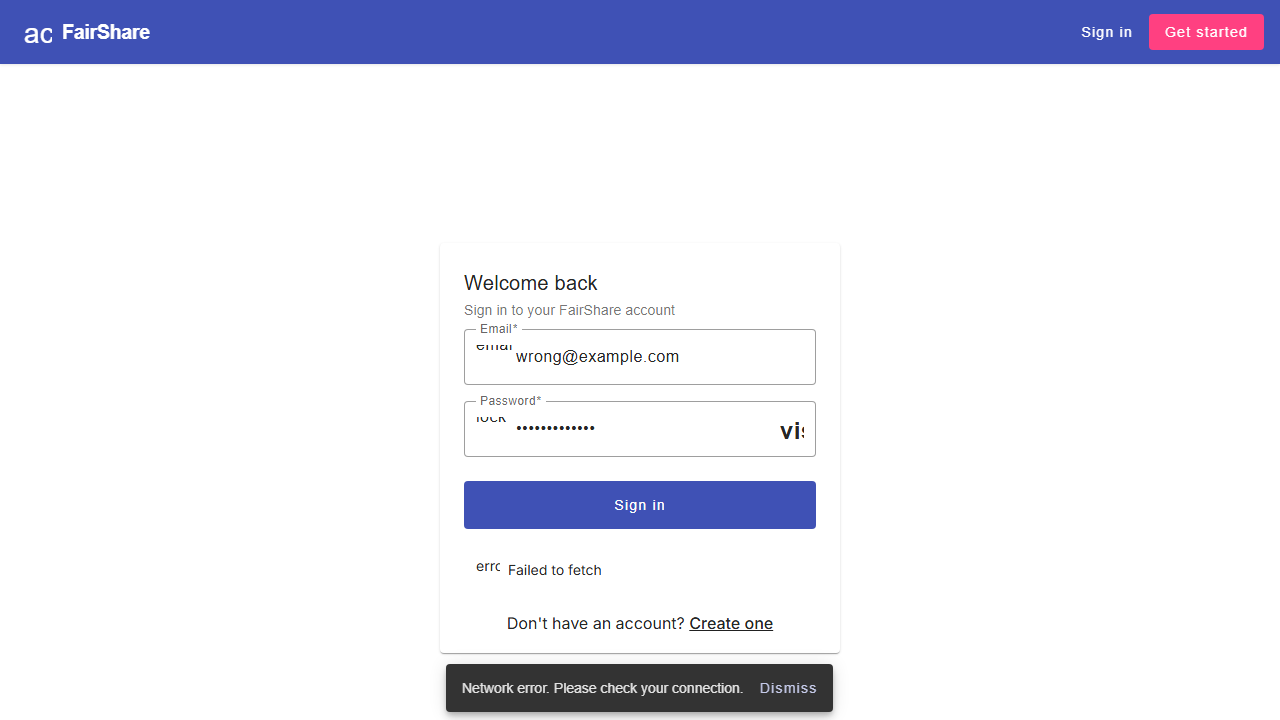 FairShare
Sign in
Get started
Welcome back
Sign in to your FairShare account
Email*
wrong@example.com
Password*
•••••••••••••
Sign in
Failed to fetch
Don't have an account? Create one
Network error. Please check your connection. Dismiss